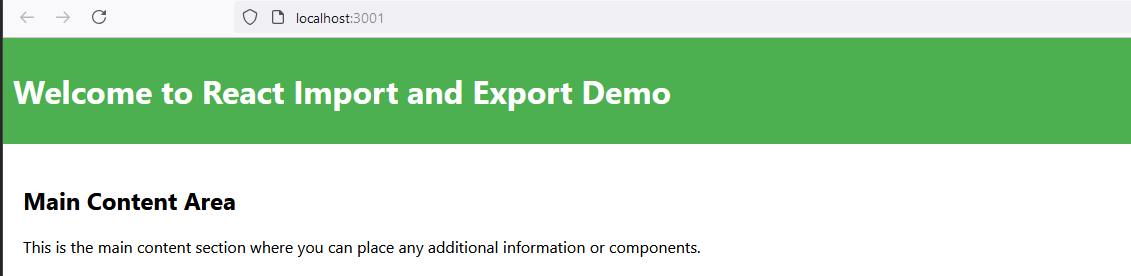 localhost:3001
Welcome to React Import and Export Demo
Main Content Area
This is the main content section where you can place any additional information or components.